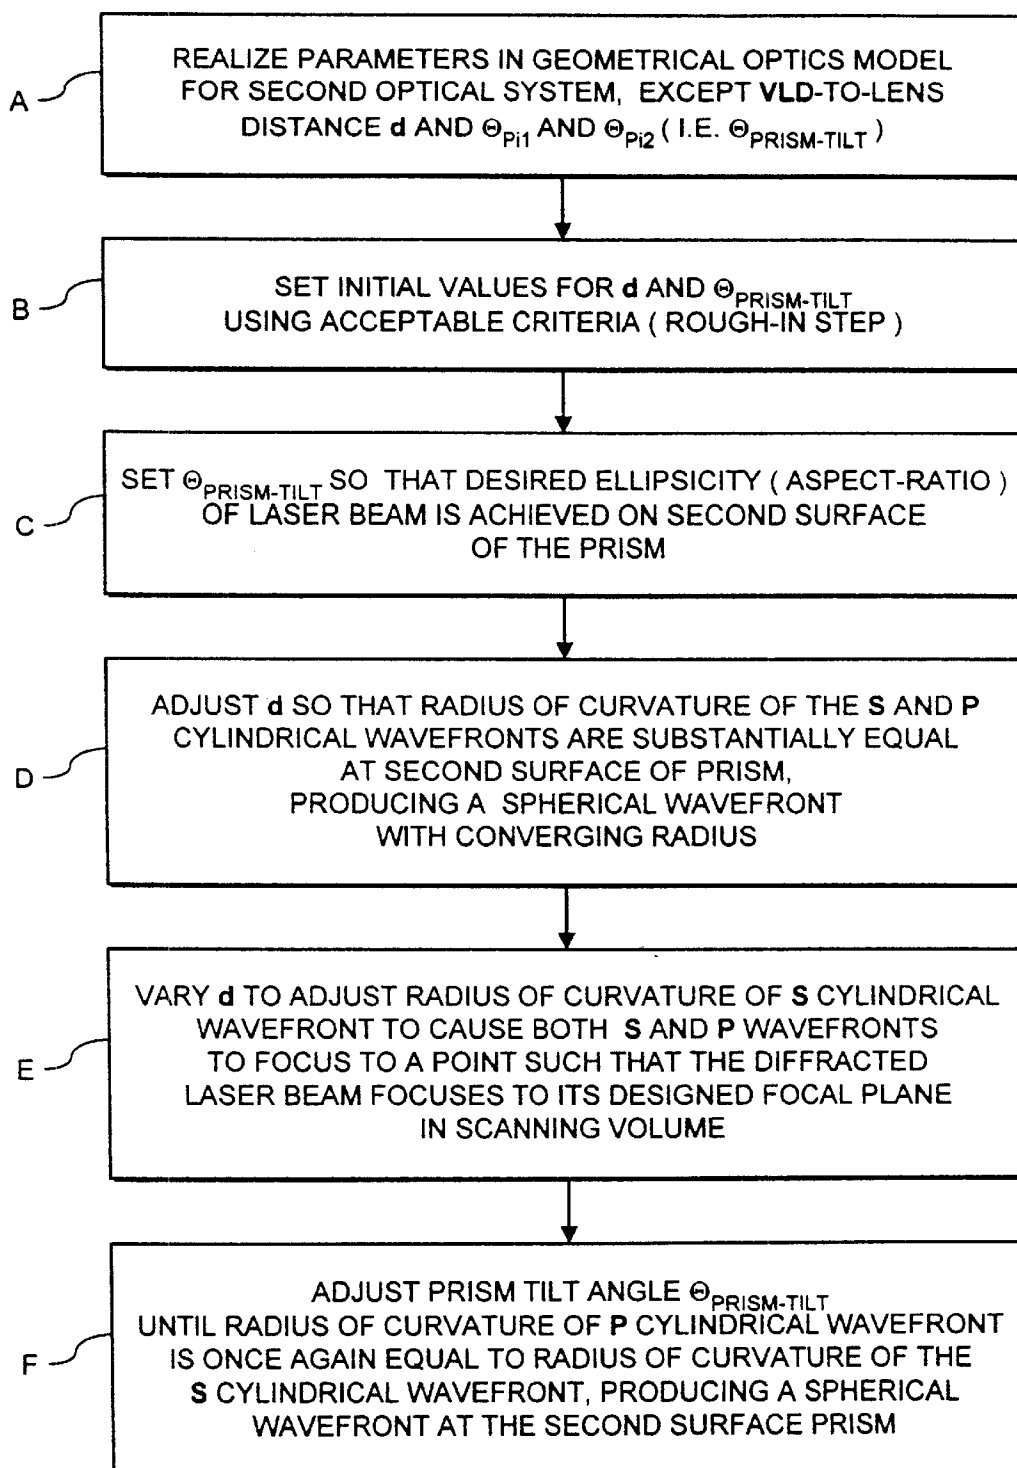 A
REALIZE PARAMETERS IN GEOMETRICAL OPTICS MODEL
FOR SECOND OPTICAL SYSTEM, EXCEPT VLD-TO-LENS
DISTANCE d AND Θ_Pi1 AND Θ_Pi2 ( I.E. Θ_PRISM-TILT )
B
SET INITIAL VALUES FOR d AND Θ_PRISM-TILT
USING ACCEPTABLE CRITERIA ( ROUGH-IN STEP )
C
SET Θ_PRISM-TILT SO THAT DESIRED ELLIPSICITY ( ASPECT-RATIO )
OF LASER BEAM IS ACHIEVED ON SECOND SURFACE
OF THE PRISM
D
ADJUST d SO THAT RADIUS OF CURVATURE OF THE S AND P
CYLINDRICAL WAVEFRONTS ARE SUBSTANTIALLY EQUAL
AT SECOND SURFACE OF PRISM,
PRODUCING A SPHERICAL WAVEFRONT
WITH CONVERGING RADIUS
E
VARY d TO ADJUST RADIUS OF CURVATURE OF S CYLINDRICAL
WAVEFRONT TO CAUSE BOTH S AND P WAVEFRONTS
TO FOCUS TO A POINT SUCH THAT THE DIFFRACTED
LASER BEAM FOCUSES TO ITS DESIGNED FOCAL PLANE
IN SCANNING VOLUME
F
ADJUST PRISM TILT ANGLE Θ_PRISM-TILT
UNTIL RADIUS OF CURVATURE OF P CYLINDRICAL WAVEFRONT
IS ONCE AGAIN EQUAL TO RADIUS OF CURVATURE OF THE
S CYLINDRICAL WAVEFRONT, PRODUCING A SPHERICAL
WAVEFRONT AT THE SECOND SURFACE PRISM